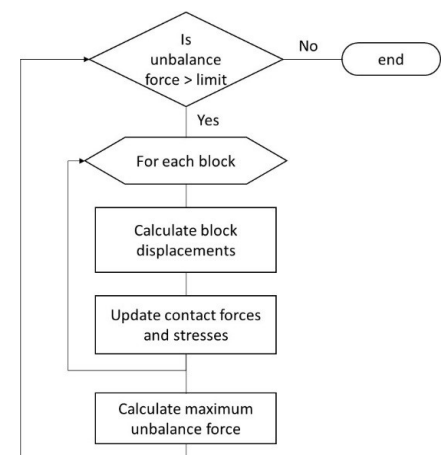 Is
unbalance
force > limit
No
end
Yes
For each block
Calculate block
displacements
Update contact forces
and stresses
Calculate maximum
unbalance force